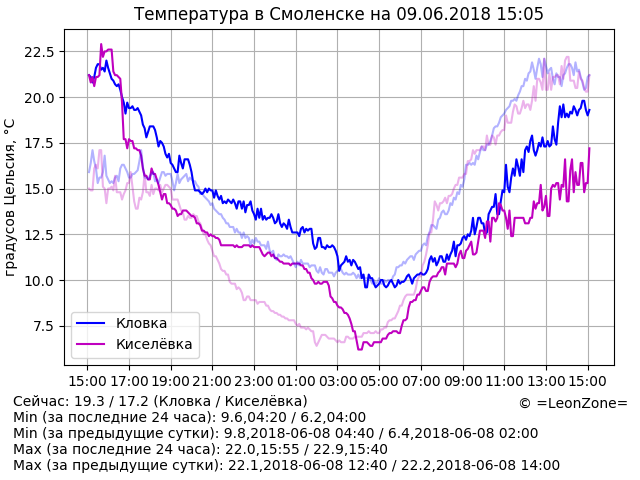 Температура в Смоленске на 09.06.2018 15:05
градусов Цельсия, °C
22.5
20.0
17.5
15.0
12.5
10.0
7.5
Кловка
Киселёвка
15:00 17:00 19:00 21:00 23:00 01:00 03:00 05:00 07:00 09:00 11:00 13:00 15:00
Сейчас: 19.3 / 17.2 (Кловка / Киселёвка)
© =LeonZone=
Min (за последние 24 часа): 9.6,04:20 / 6.2,04:00
Min (за предыдущие сутки): 9.8,2018-06-08 04:40 / 6.4,2018-06-08 02:00
Max (за последние 24 часа): 22.0,15:55 / 22.9,15:40
Max (за предыдущие сутки): 22.1,2018-06-08 12:40 / 22.2,2018-06-08 14:00